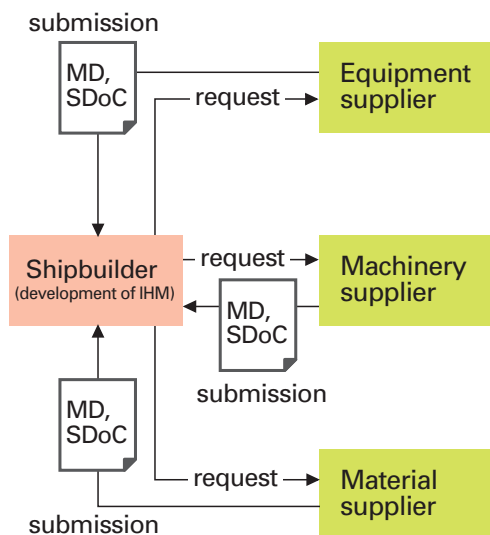 submission
MD,
SDoC
request
Equipment
supplier
Shipbuilder
(development of IHM)
request
Machinery
supplier
MD,
SDoC
submission
MD,
SDoC
submission
request
Material
supplier